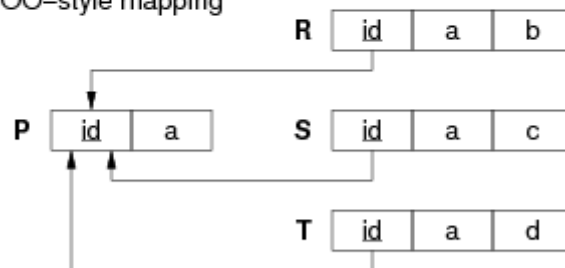 OO-style mapping
R id a b
P id a S id a c
T id a d